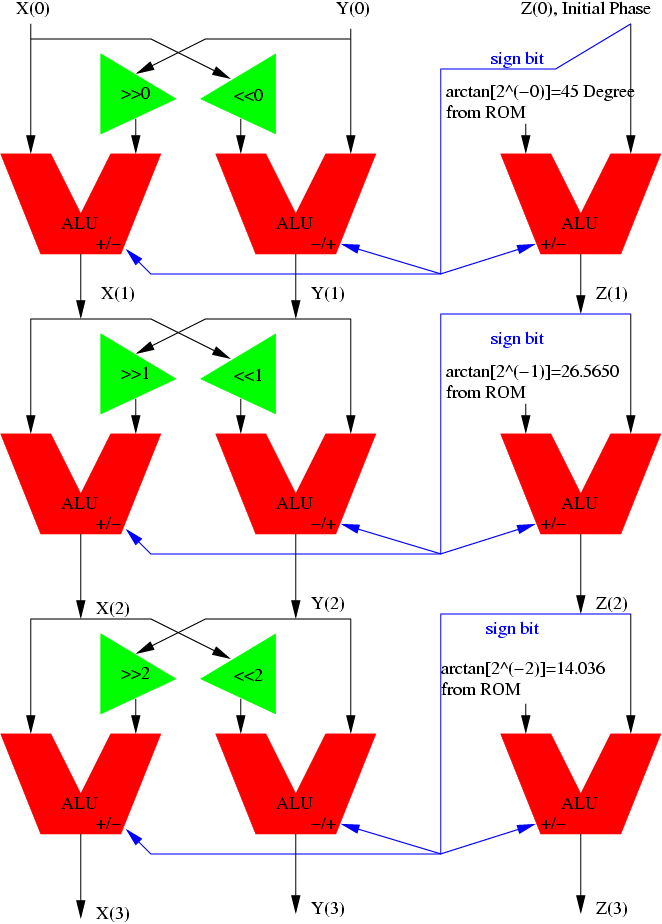 X(0)
Y(0)
Z(0), Initial Phase
sign bit
>>0
<<0
arctan[2^(−0)]=45 Degree
from ROM
ALU
+/−
ALU
−/+
ALU
+/−
X(1)
Y(1)
Z(1)
sign bit
>>1
<<1
arctan[2^(−1)]=26.5650
from ROM
ALU
+/−
ALU
−/+
ALU
+/−
X(2)
Y(2)
Z(2)
sign bit
>>2
<<2
arctan[2^(−2)]=14.036
from ROM
ALU
+/−
ALU
−/+
ALU
+/−
X(3)
Y(3)
Z(3)